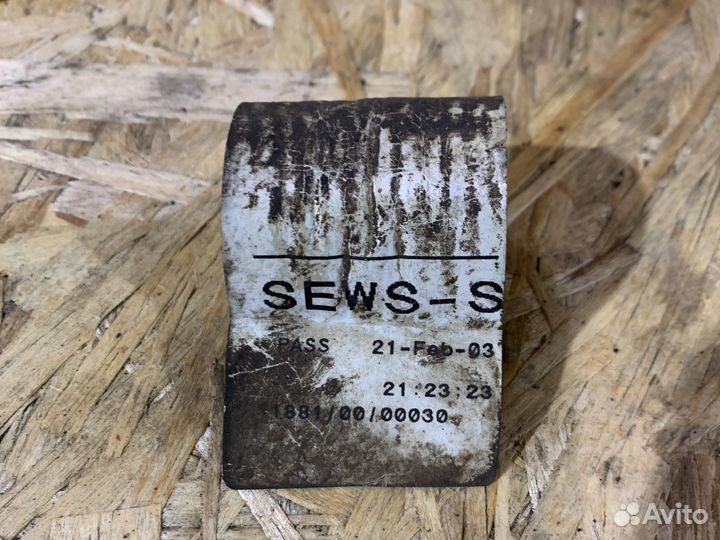 SEWS-S
PASS 21-Feb-03
21:23:23
1881/00/00030
Avito